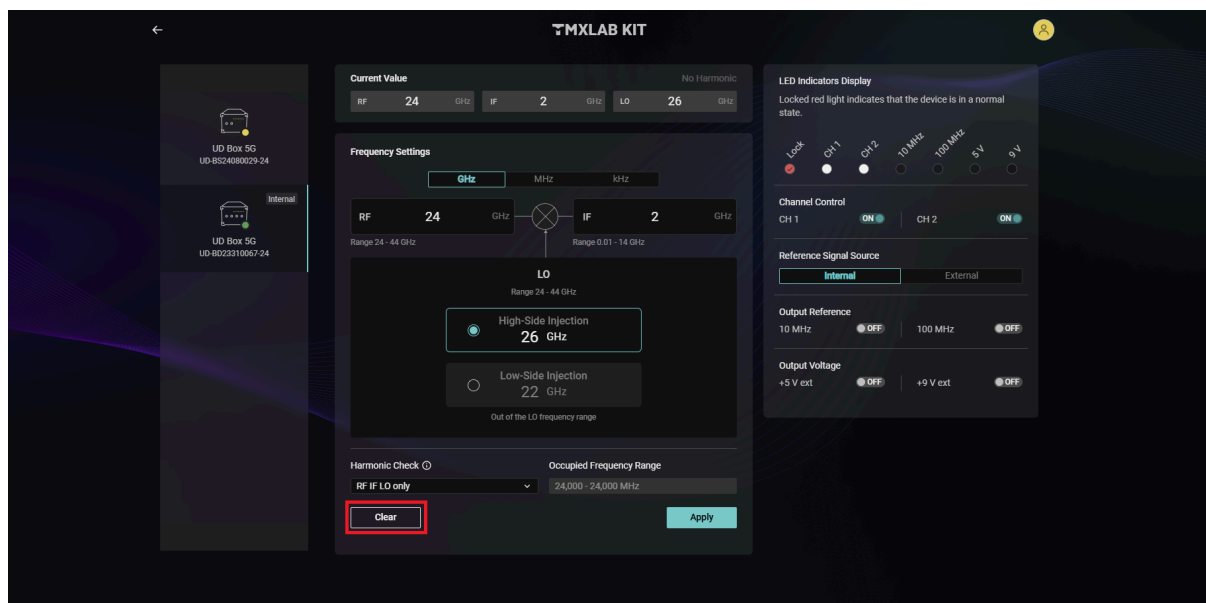 TMXLAB KIT
UD Box 5G
UD-BS24080029-24
Internal
UD Box 5G
UD-BD23310067-24
Current Value
No Harmonic
RF 24 GHz IF 2 GHz LO 26 GHz
Frequency Settings
GHz MHz kHz
RF 24 GHz IF 2 GHz
Range 24 - 44 GHz Range 0.01 - 14 GHz
LO
Range 24 - 44 GHz
High-Side Injection
26 GHz
Low-Side Injection
22 GHz
Out of the LO frequency range
Harmonic Check Occupied Frequency Range
RF IF LO only 24,000 - 24,000 MHz
Clear Apply
LED Indicators Display
Locked red light indicates that the device is in a normal
state.
Lock CH 1 CH 2 10 MHz 100 MHz 5 V 9 V
Channel Control
CH 1 ON CH 2 ON
Reference Signal Source
Internal External
Output Reference
10 MHz OFF 100 MHz OFF
Output Voltage
+5 V ext OFF +9 V ext OFF